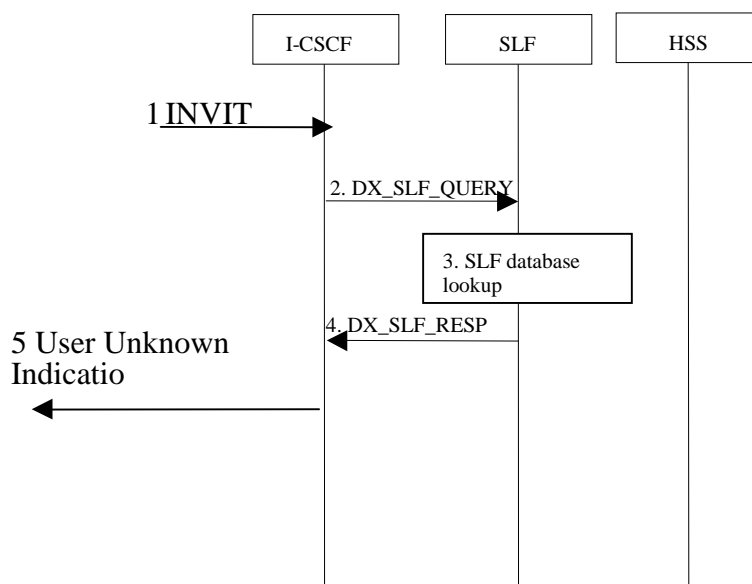 I-CSCF
SLF
HSS
1 INVIT
2. DX_SLF_QUERY
3. SLF database
lookup
4. DX_SLF_RESP
5 User Unknown
Indicatio